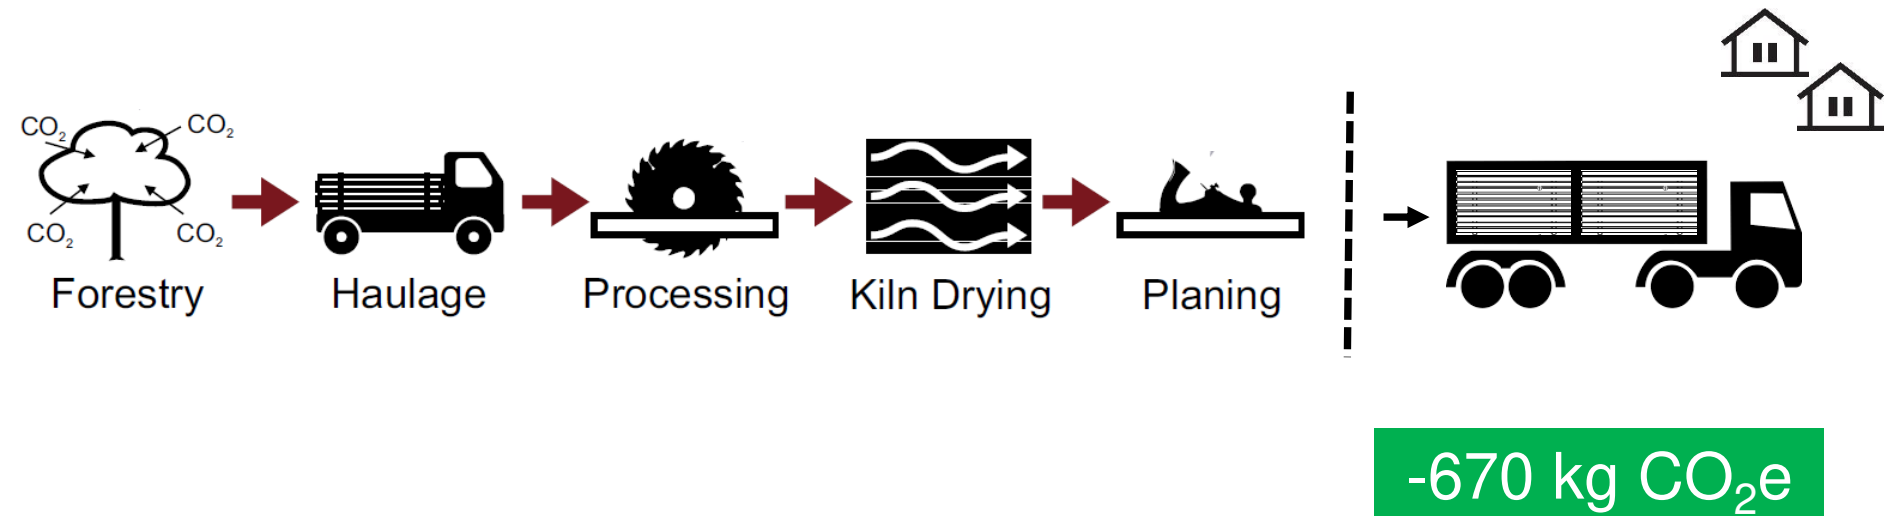 CO₂
CO₂
CO₂
CO₂
Forestry
Haulage
Processing
Kiln Drying
Planing
-670 kg CO₂e